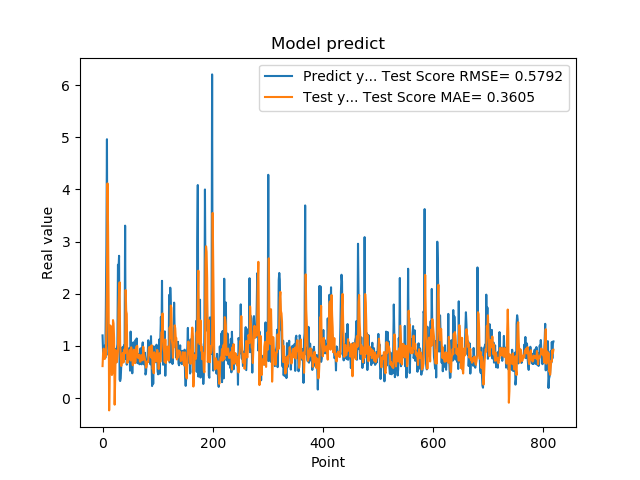 Model predict
Predict y... Test Score RMSE= 0.5792
Test y... Test Score MAE= 0.3605
6
5
4
3
2
1
0
Real value
0 200 400 600 800
Point